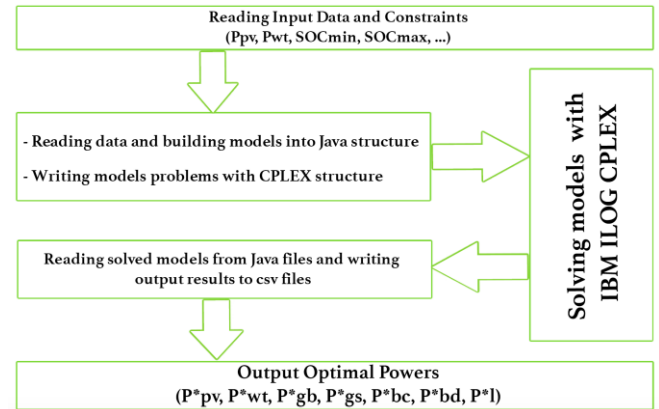 Reading Input Data and Constraints
(Ppv, Pwt, SOCmin, SOCmax, ...)
- Reading data and building models into Java structure
- Writing models problems with CPLEX structure
Solving models with
IBM ILOG CPLEX
Reading solved models from Java files and writing
output results to csv files
Output Optimal Powers
(P*pv, P*wt, P*gb, P*gs, P*bc, P*bd, P*l)